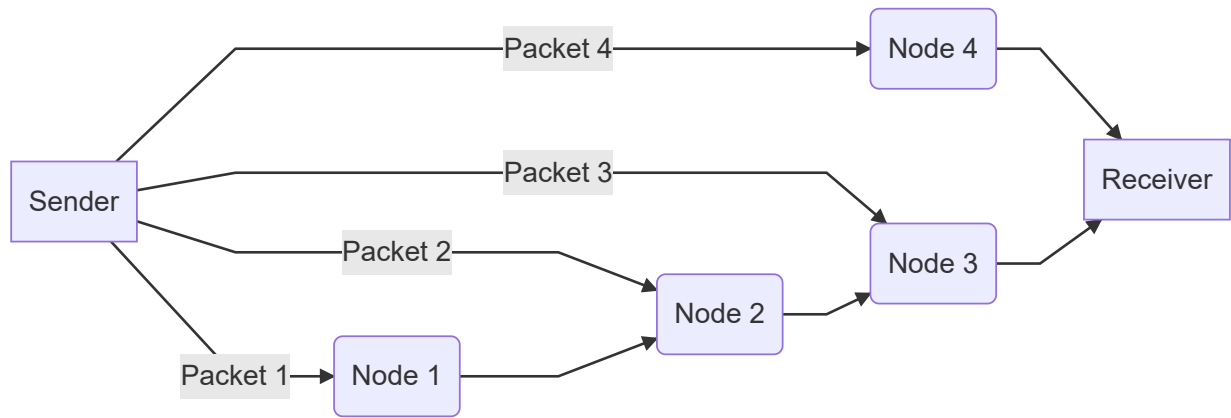 Packet 4
Node 4
Packet 3
Receiver
Sender
Packet 2
Node 3
Node 2
Packet 1
Node 1